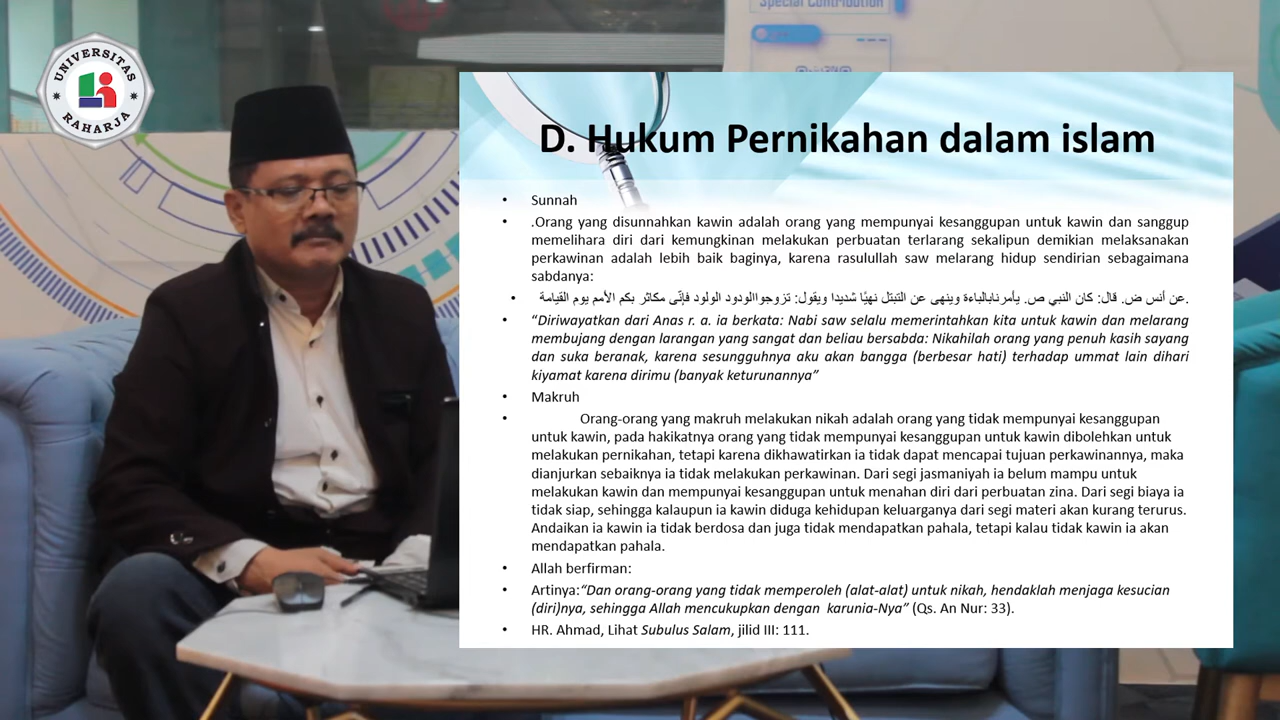 Special Contribution
UNIVERSITAS
RAHARJA
D. Hukum Pernikahan dalam islam
• Sunnah
• .Orang yang disunnahkan kawin adalah orang yang mempunyai kesanggupan untuk kawin dan sanggup
memelihara diri dari kemungkinan melakukan perbuatan terlarang sekalipun demikian melaksanakan
perkawinan adalah lebih baik baginya, karena rasulullah saw melarang hidup sendirian sebagaimana
sabdanya:
• عن أنس ض. قال: كان النبي ص. يأمرنابالباءة وينهى عن التبتل نهيًا شديدا ويقول: تزوجواالودود الولود فإنّي مكاثر بكم الأمم يوم القيامة.
• “Diriwayatkan dari Anas r. a. ia berkata: Nabi saw selalu memerintahkan kita untuk kawin dan melarang
membujang dengan larangan yang sangat dan beliau bersabda: Nikahilah orang yang penuh kasih sayang
dan suka beranak, karena sesungguhnya aku akan bangga (berbesar hati) terhadap ummat lain dihari
kiyamat karena dirimu (banyak keturunannya”
• Makruh
• Orang-orang yang makruh melakukan nikah adalah orang yang tidak mempunyai kesanggupan
untuk kawin, pada hakikatnya orang yang tidak mempunyai kesanggupan untuk kawin dibolehkan untuk
melakukan pernikahan, tetapi karena dikhawatirkan ia tidak dapat mencapai tujuan perkawinannya, maka
dianjurkan sebaiknya ia tidak melakukan perkawinan. Dari segi jasmaniyah ia belum mampu untuk
melakukan kawin dan mempunyai kesanggupan untuk menahan diri dari perbuatan zina. Dari segi biaya ia
tidak siap, sehingga kalaupun ia kawin diduga kehidupan keluarganya dari segi materi akan kurang terurus.
Andaikan ia kawin ia tidak berdosa dan juga tidak mendapatkan pahala, tetapi kalau tidak kawin ia akan
mendapatkan pahala.
• Allah berfirman:
• Artinya:“Dan orang-orang yang tidak memperoleh (alat-alat) untuk nikah, hendaklah menjaga kesucian
(diri)nya, sehingga Allah mencukupkan dengan karunia-Nya” (Qs. An Nur: 33).
• HR. Ahmad, Lihat Subulus Salam, jilid III: 111.